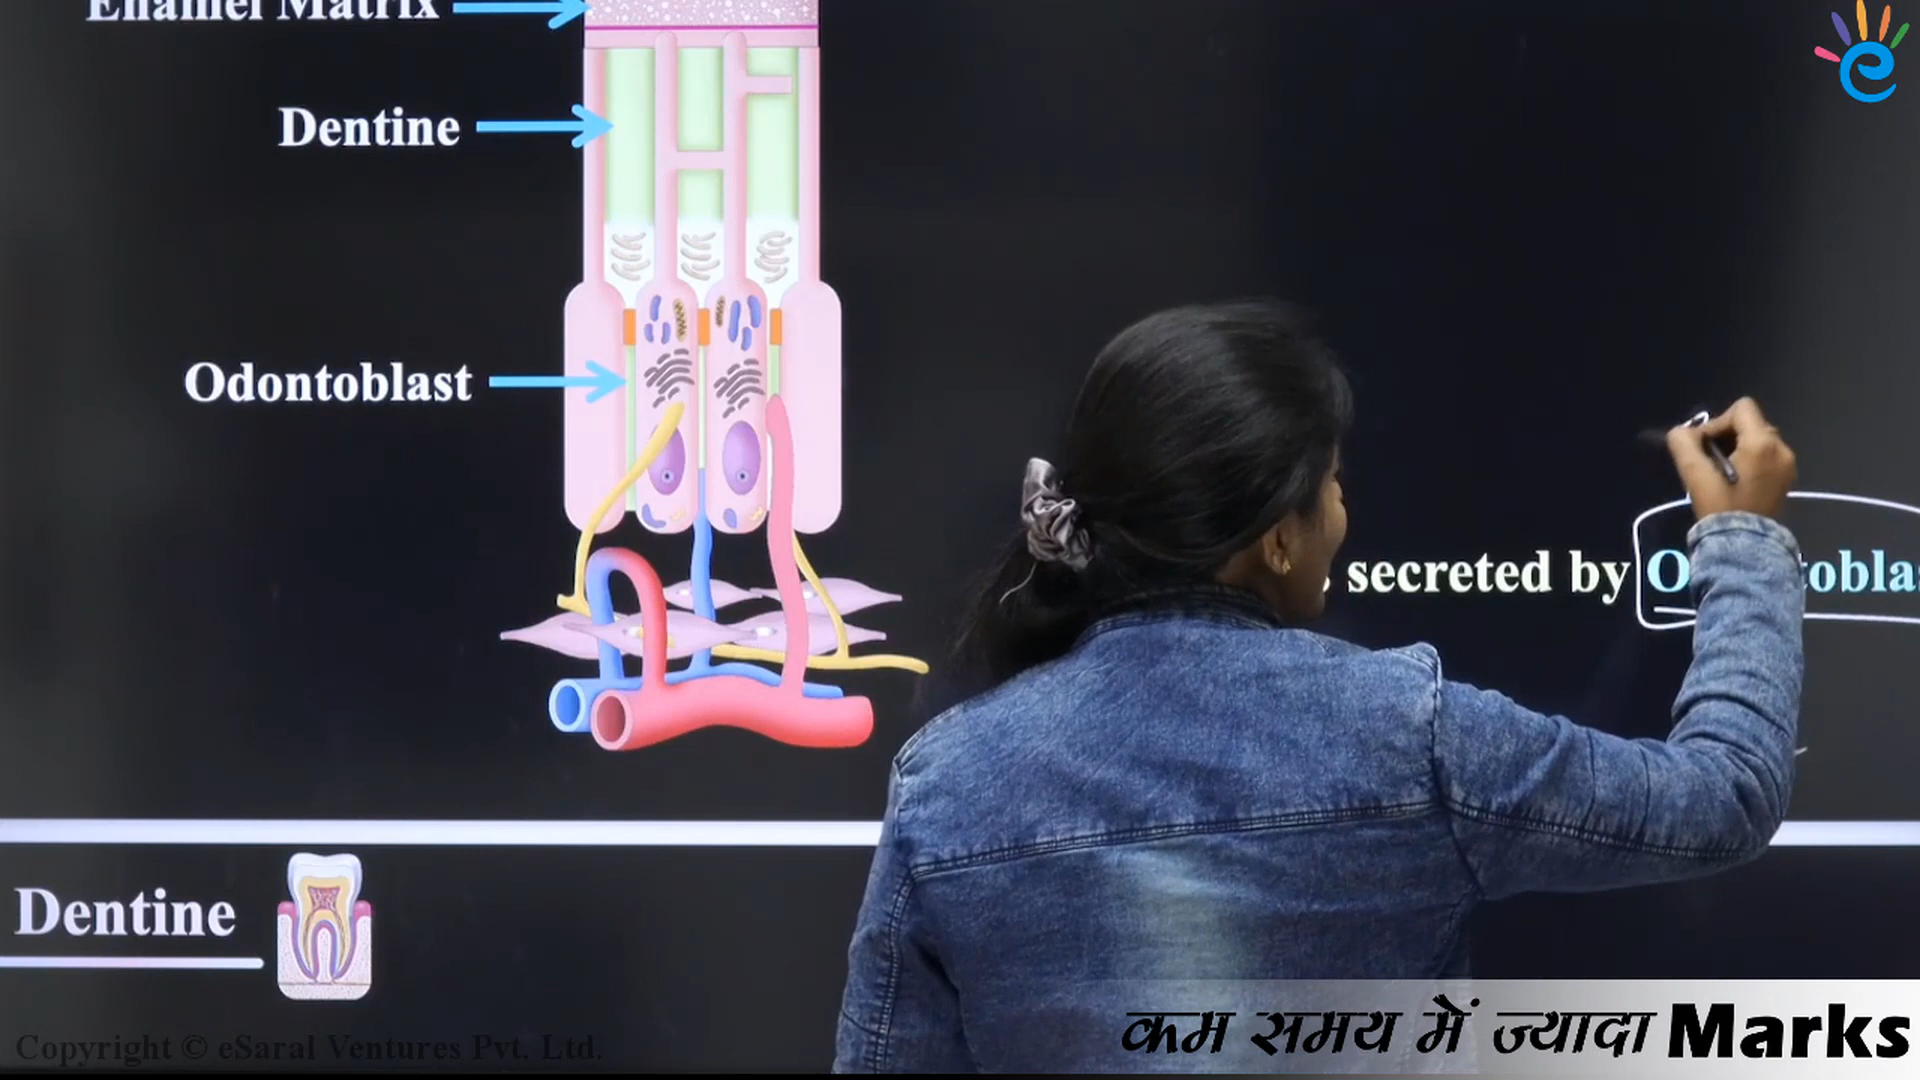 Enamel Matrix
Dentine
Odontoblast
secreted by
Dentine
Copyright © eSaral Ventures Pvt. Ltd.
कम समय में ज्यादा Marks